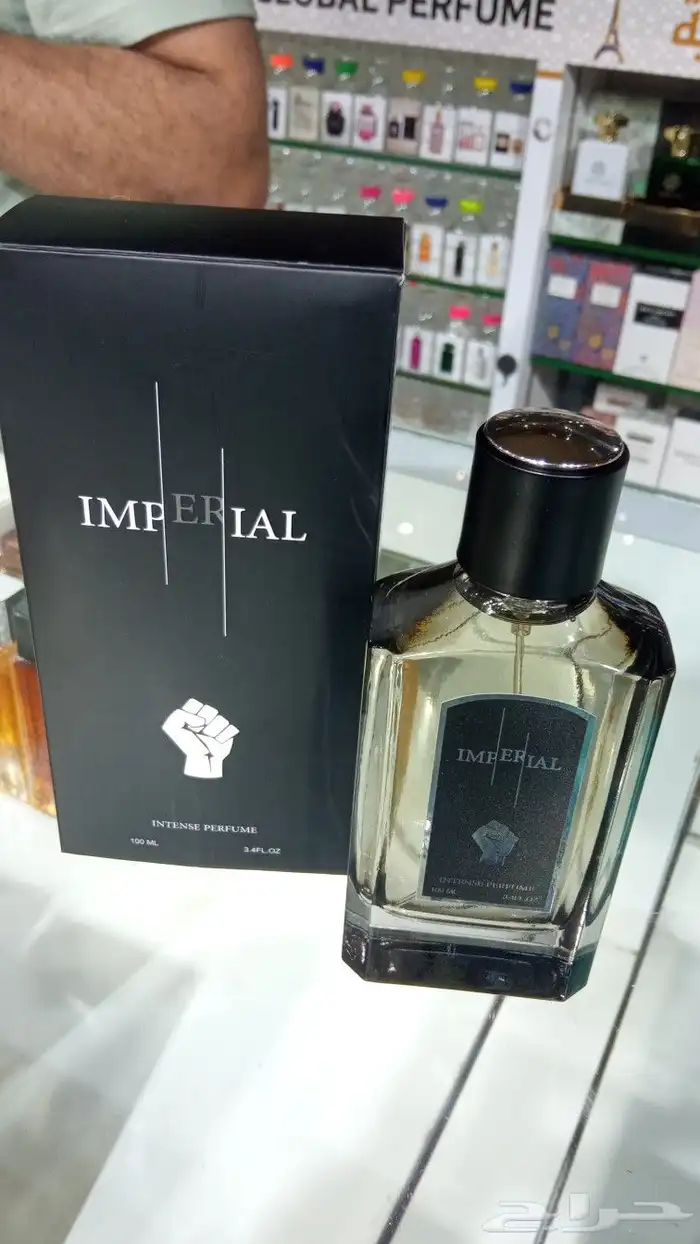 GLOBAL PERFUME
IMPERIAL
INTENSE PERFUME
100 ML 3.4FL.OZ
IMPERIAL
INTENSE PERFUME
100 ML 3.4FL.OZ
حراج